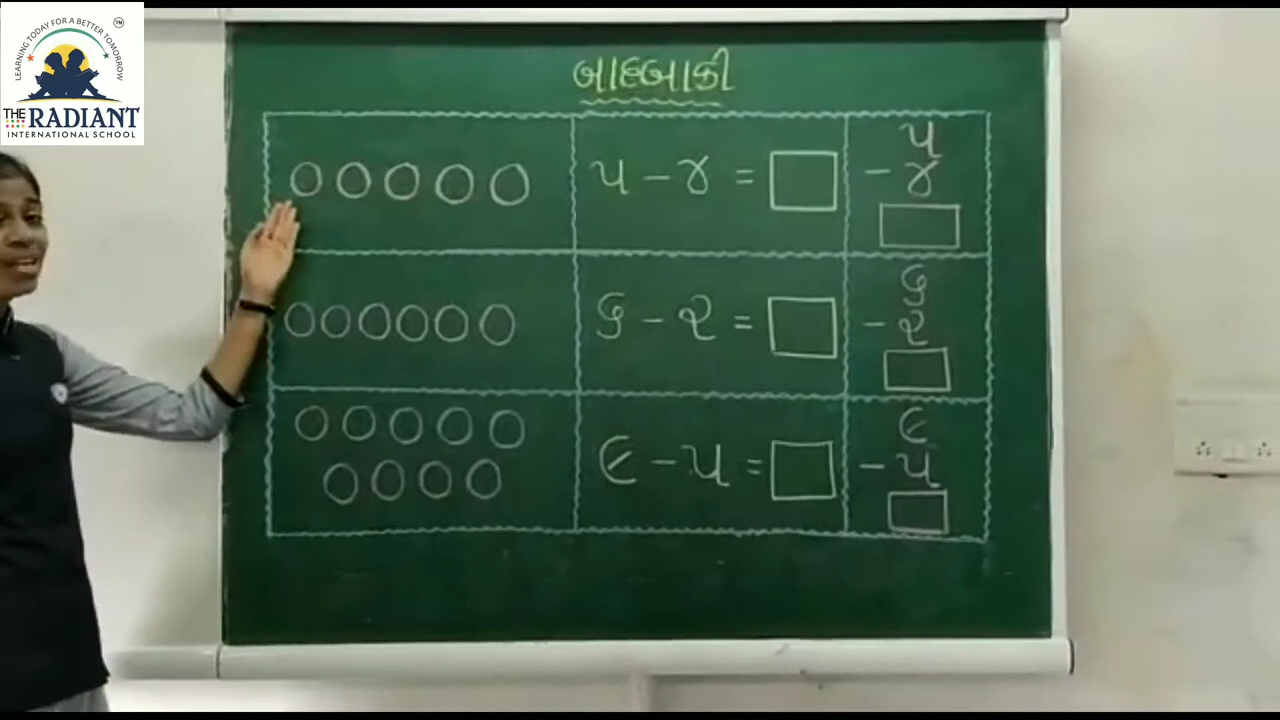 LEARNING TODAY FOR A BETTER TOMORROW
TM
THE RADIANT
INTERNATIONAL SCHOOL
બાદબાકી
૫ - ૪ =
૫
- ૪
૬ - ૨ =
૬
- ૨
૯ - ૫ =
૯
- ૫